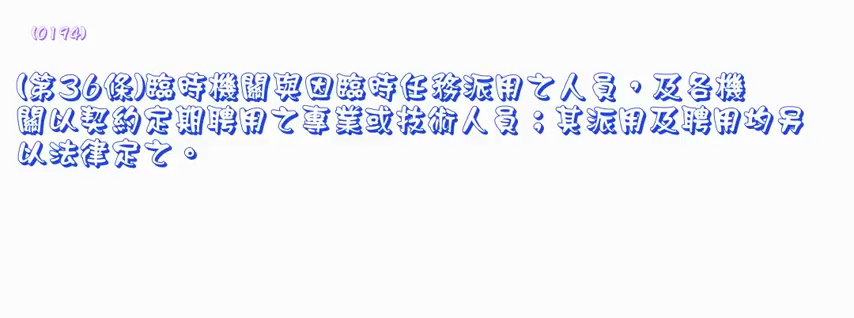 (0194)
(第36條)臨時機關與因臨時任務派用之人員，及各機
關以契約定期聘用之專業或技術人員；其派用及聘用均另
以法律定之。